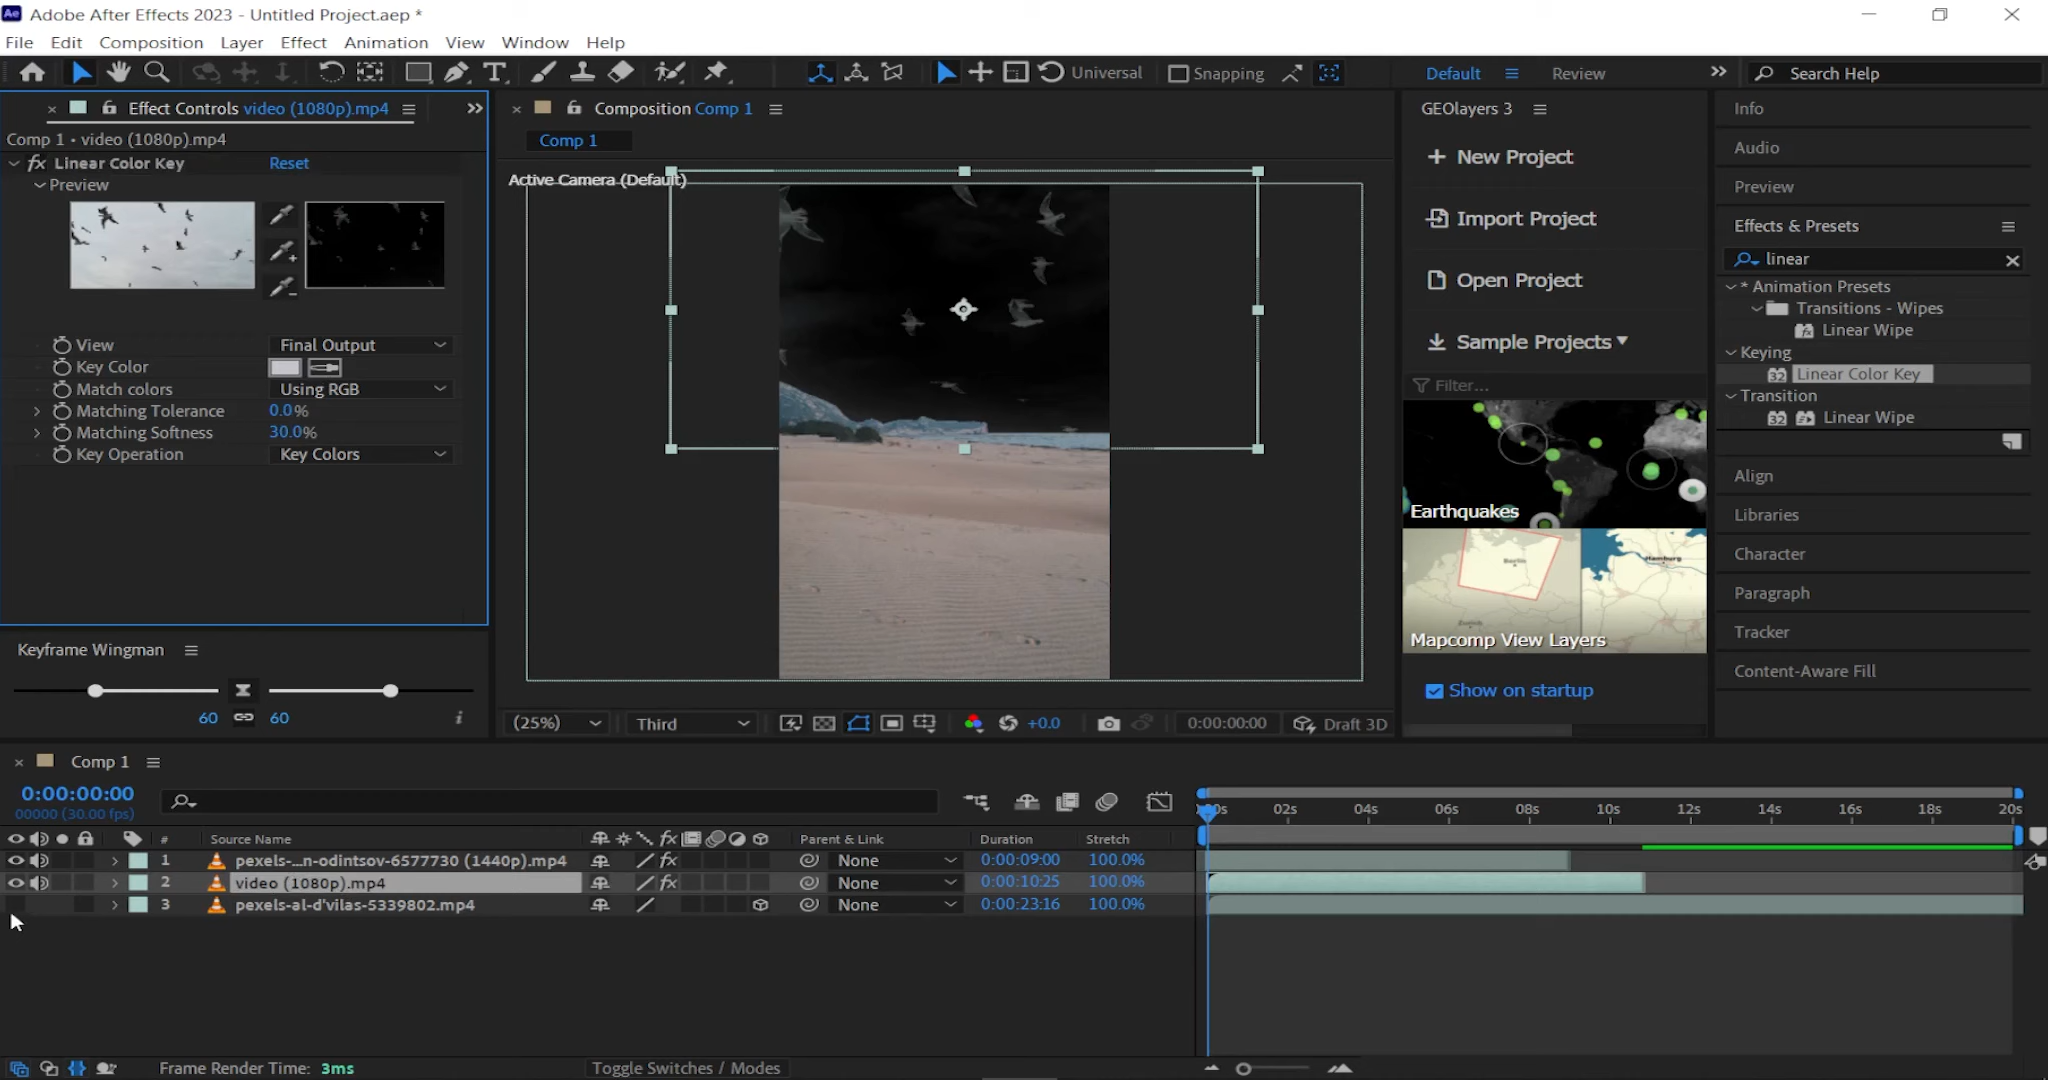 Ae Adobe After Effects 2023 - Untitled Project.aep *
File Edit Composition Layer Effect Animation View Window Help
Universal Snapping Default Review Search Help
Effect Controls video (1080p).mp4
Comp 1 • video (1080p).mp4
fx Linear Color Key Reset
Preview
View Final Output
Key Color
Match colors Using RGB
Matching Tolerance 0.0%
Matching Softness 30.0%
Key Operation Key Colors
Keyframe Wingman
60 60 i
Composition Comp 1
Comp 1
Active Camera (Default)
(25%) Third +0.0 0:00:00:00 Draft 3D
GEOlayers 3
New Project
Import Project
Open Project
Sample Projects
Filter...
Earthquakes
Berlin
Hamburg
Mapcomp View Layers
Show on startup
Info
Audio
Preview
Effects & Presets
linear
* Animation Presets
Transitions - Wipes
Linear Wipe
Keying
32 Linear Color Key
Transition
32 Linear Wipe
Align
Libraries
Character
Paragraph
Tracker
Content-Aware Fill
Comp 1
0:00:00:00
00000 (30.00 fps)
02s 04s 06s 08s 10s 12s 14s 16s 18s 20s
# Source Name fx Parent & Link Duration Stretch
1 pexels-...n-odintsov-6577730 (1440p).mp4 fx None 0:00:09:00 100.0%
2 video (1080p).mp4 fx None 0:00:10:25 100.0%
3 pexels-al-d'vilas-5339802.mp4 None 0:00:23:16 100.0%
Frame Render Time: 3ms Toggle Switches / Modes